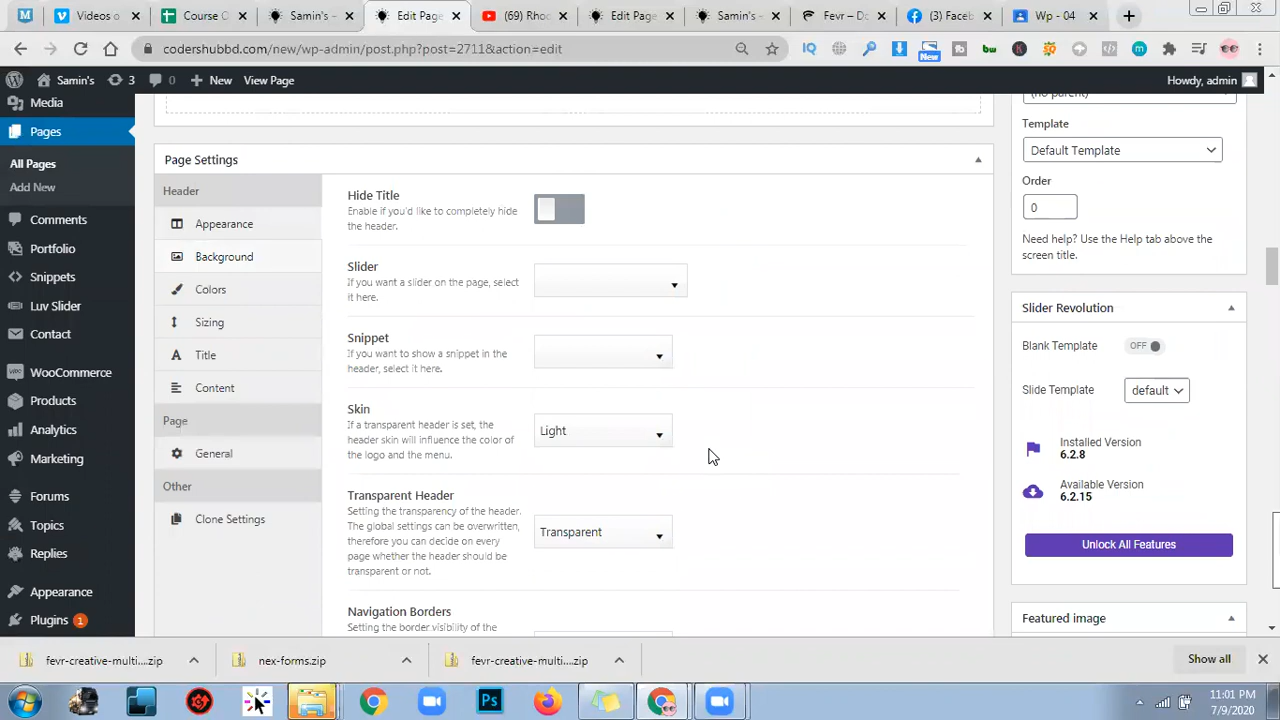 Videos
Course C
Samin's –
Edit Page
(69) Rhod
Edit Page
Samin's –
Fevr – Do
(3) Faceb
Wp - 04
codershubbd.com/new/wp-admin/post.php?post=2711&action=edit
New
Samin's
3
New
View Page
Howdy, admin
Media
Pages
All Pages
Add New
Comments
Portfolio
Snippets
Luv Slider
Contact
WooCommerce
Products
Analytics
Marketing
Forums
Topics
Replies
Appearance
Plugins 1
Page Settings
Header
Appearance
Background
Colors
Sizing
Title
Content
Page
General
Other
Clone Settings
Hide Title
Enable if you'd like to completely hide
the header.
Slider
If you want a slider on the page, select
it here.
Snippet
If you want to show a snippet in the
header, select it here.
Skin
If a transparent header is set, the
header skin will influence the color of
the logo and the menu.
Light
Transparent Header
Setting the transparency of the header.
The global settings can be overwritten,
therefore you can decide on every
page whether the header should be
transparent or not.
Transparent
Navigation Borders
Setting the border visibility of the
(no parent)
Template
Default Template
Order
0
Need help? Use the Help tab above the
screen title.
Slider Revolution
Blank Template
OFF
Slide Template
default
Installed Version
6.2.8
Available Version
6.2.15
Unlock All Features
Featured image
fevr-creative-multi....zip
nex-forms.zip
fevr-creative-multi....zip
Show all
Ps
11:01 PM
7/9/2020